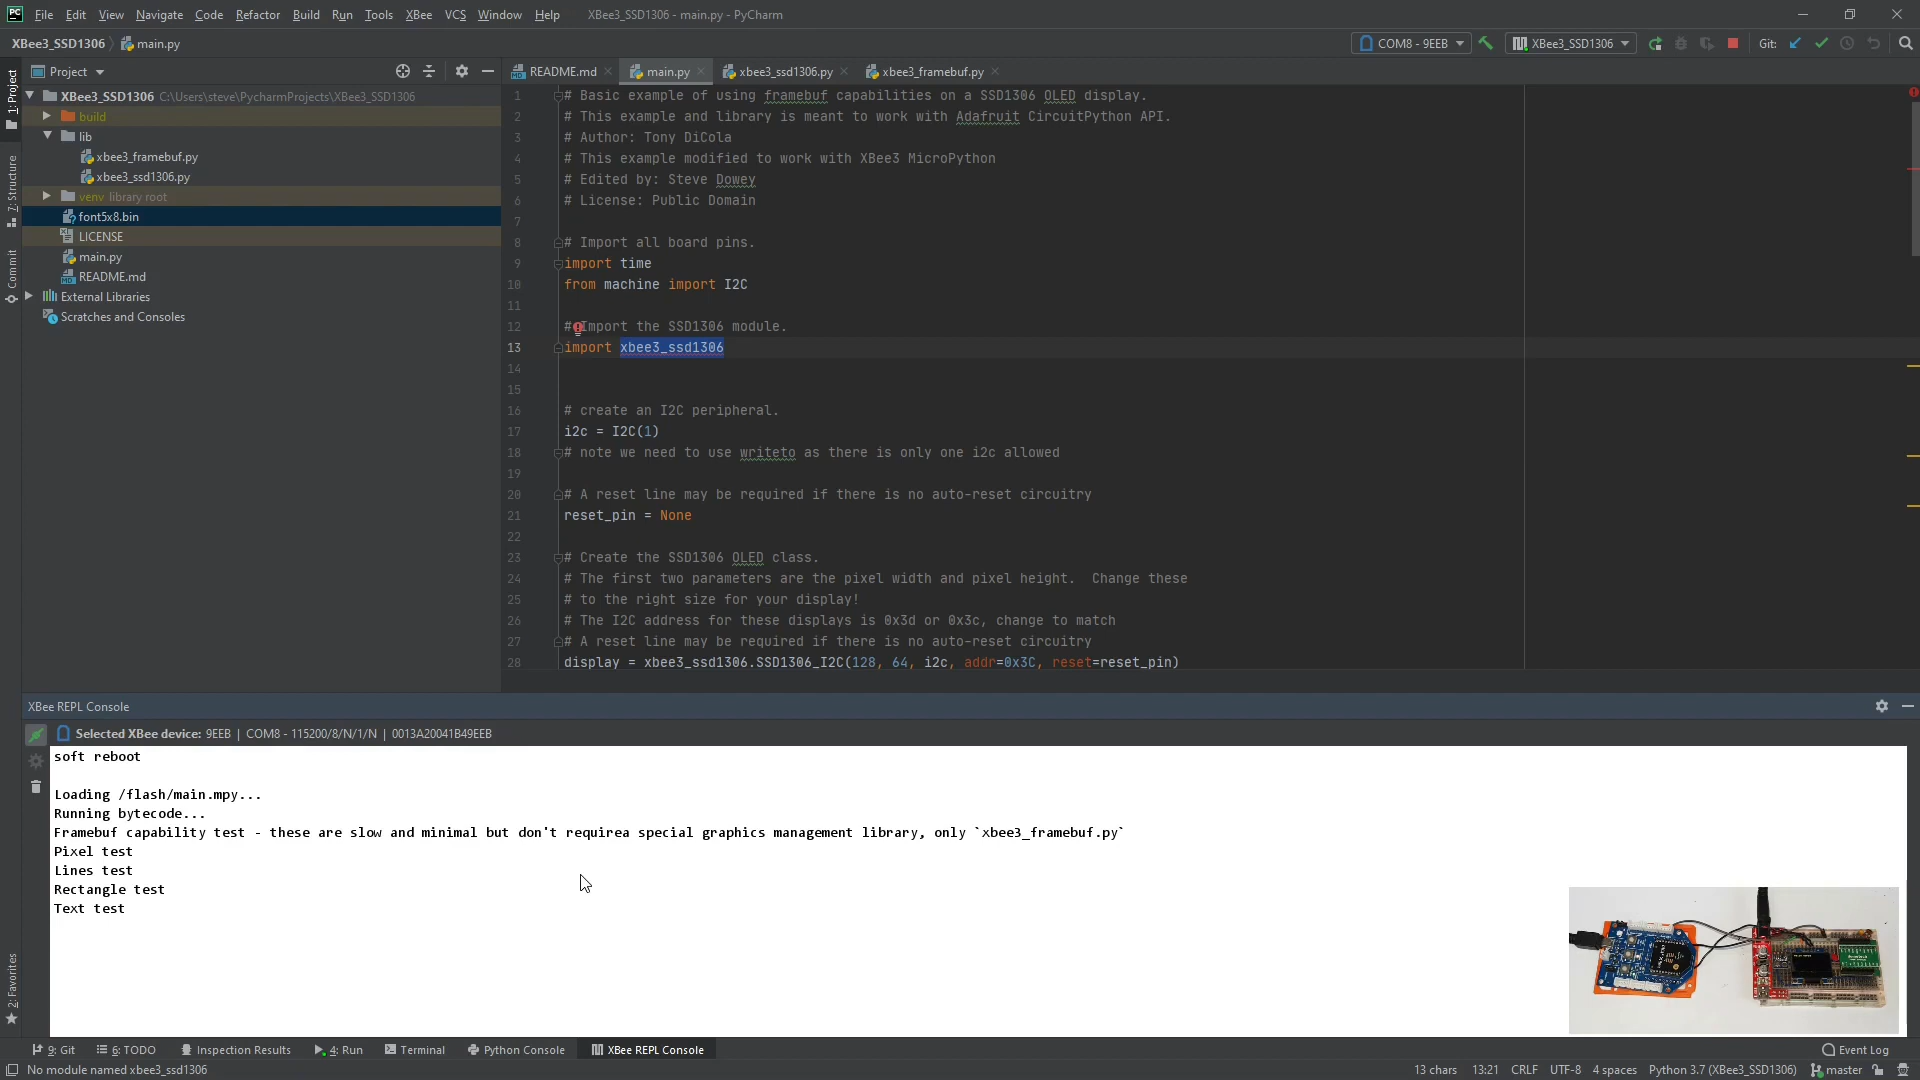 PC File Edit View Navigate Code Refactor Build Run Tools XBee VCS Window Help XBee3_SSD1306 - main.py - PyCharm
XBee3_SSD1306 main.py COM8 - 9EEB XBee3_SSD1306 Git:
Project README.md main.py xbee3_ssd1306.py xbee3_framebuf.py
1: Project
7: Structure
Commit
2: Favorites
XBee3_SSD1306 C:\Users\steve\PycharmProjects\XBee3_SSD1306
build
lib
xbee3_framebuf.py
xbee3_ssd1306.py
venv library root
font5x8.bin
LICENSE
main.py
README.md
External Libraries
Scratches and Consoles
1 # Basic example of using framebuf capabilities on a SSD1306 OLED display.
2 # This example and library is meant to work with Adafruit CircuitPython API.
3 # Author: Tony DiCola
4 # This example modified to work with XBee3 MicroPython
5 # Edited by: Steve Dowey
6 # License: Public Domain
7
8 # Import all board pins.
9 import time
10 from machine import I2C
11
12 # Import the SSD1306 module.
13 import xbee3_ssd1306
14
15
16 # create an I2C peripheral.
17 i2c = I2C(1)
18 # note we need to use writeto as there is only one i2c allowed
19
20 # A reset line may be required if there is no auto-reset circuitry
21 reset_pin = None
22
23 # Create the SSD1306 OLED class.
24 # The first two parameters are the pixel width and pixel height.  Change these
25 # to the right size for your display!
26 # The I2C address for these displays is 0x3d or 0x3c, change to match
27 # A reset line may be required if there is no auto-reset circuitry
28 display = xbee3_ssd1306.SSD1306_I2C(128, 64, i2c, addr=0x3C, reset=reset_pin)
XBee REPL Console
Selected XBee device: 9EEB | COM8 - 115200/8/N/1/N | 0013A20041B49EEB
soft reboot
Loading /flash/main.mpy...
Running bytecode...
Framebuf capability test - these are slow and minimal but don't requirea special graphics management library, only `xbee3_framebuf.py`
Pixel test
Lines test
Rectangle test
Text test
9: Git 6: TODO Inspection Results 4: Run Terminal Python Console XBee REPL Console Event Log
No module named xbee3_ssd1306 13 chars 13:21 CRLF UTF-8 4 spaces Python 3.7 (XBee3_SSD1306) master